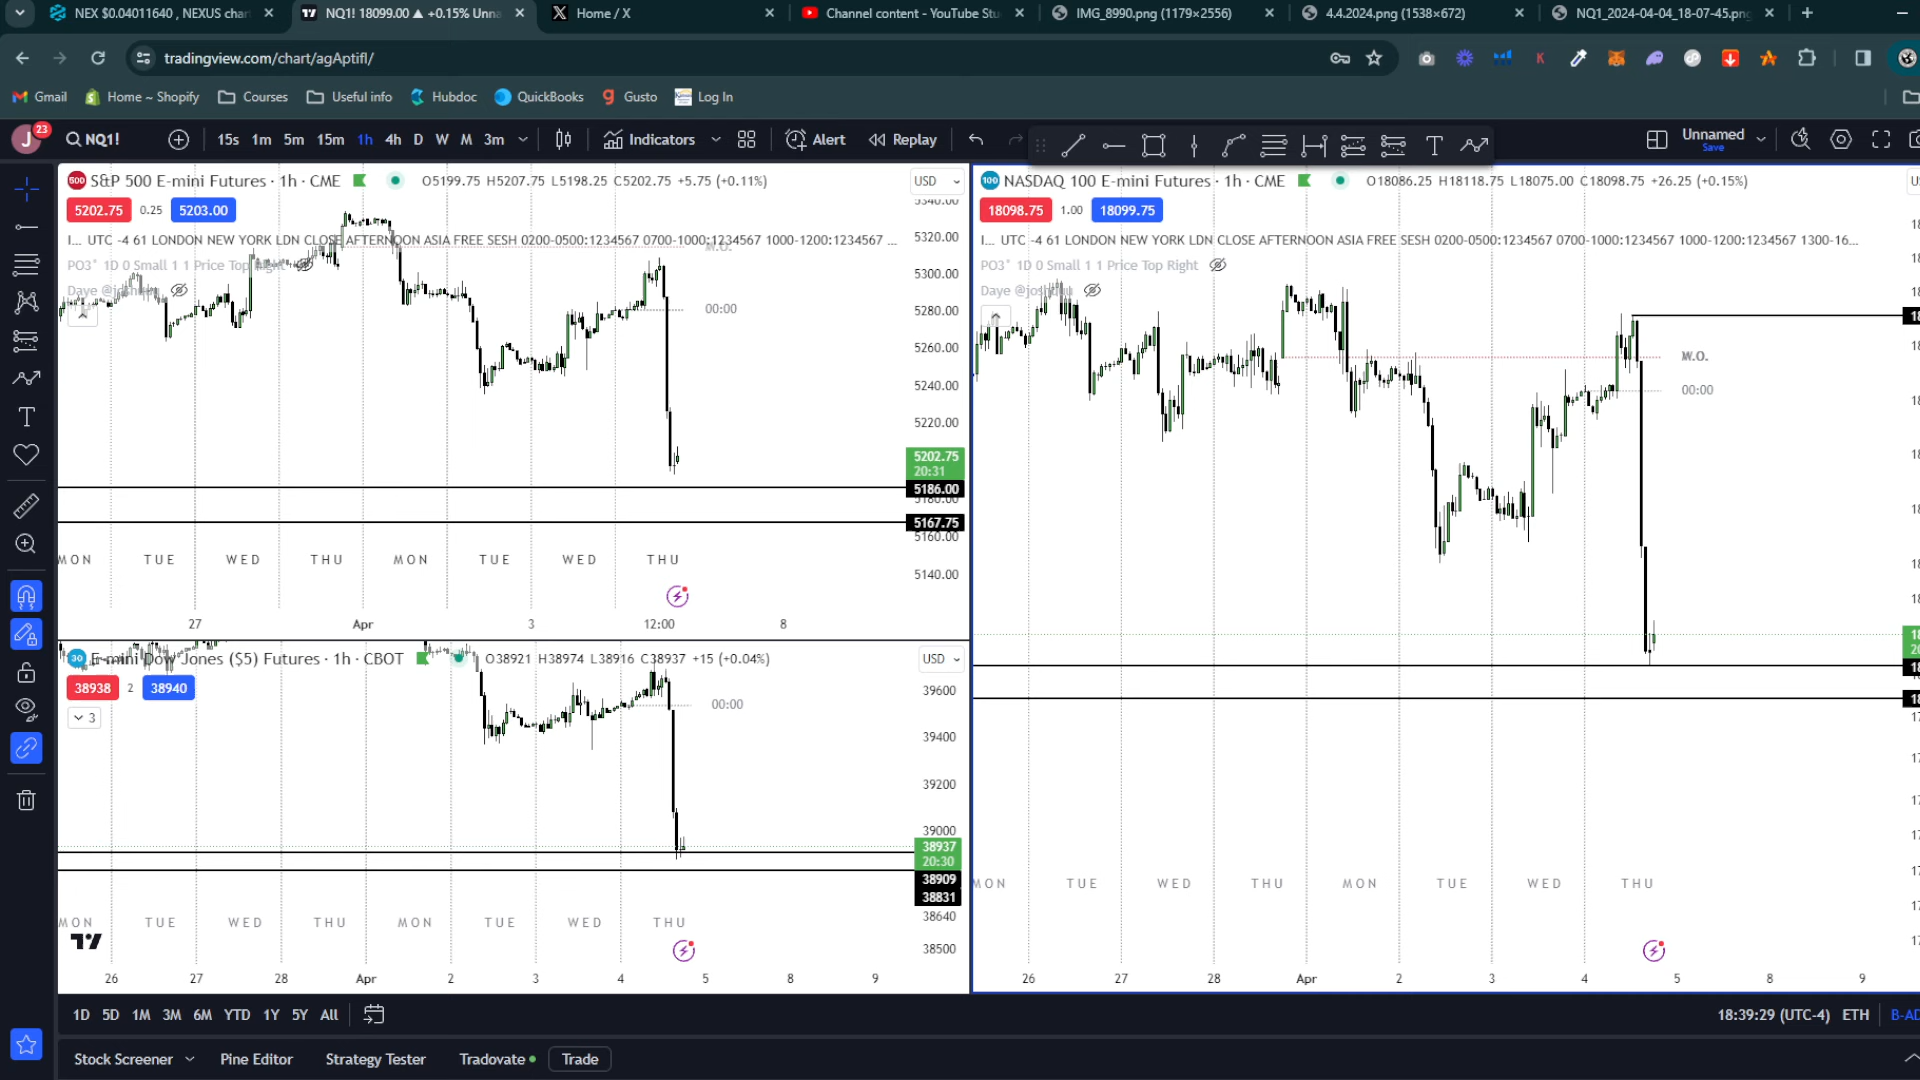 NEX $0.04011640 , NEXUS char
NQ1! 18099.00 ▲ +0.15% Unna
Home / X
Channel content - YouTube Stu
IMG_8990.png (1179×2556)
4.4.2024.png (1538×672)
NQ1_2024-04-04_18-07-45.png
tradingview.com/chart/agAptifl/
Gmail
Home ~ Shopify
Courses
Useful info
Hubdoc
QuickBooks
Gusto
Log In
J 23
NQ1!
15s 1m 5m 15m 1h 4h D W M 3m
Indicators
Alert
Replay
Unnamed
Save
S&P 500 E-mini Futures · 1h · CME
O5199.75 H5207.75 L5198.25 C5202.75 +5.75 (+0.11%)
USD
5202.75 0.25 5203.00
I... UTC -4 61 LONDON NEW YORK LDN CLOSE AFTERNOON ASIA FREE SESH 0200-0500:1234567 0700-1000:1234567 1000-1200:1234567 ...
PO3* 1D 0 Small 1 1 Price Top Right
00:00
5340.00
5320.00
5300.00
5280.00
5260.00
5240.00
5220.00
5202.75
20:31
5186.00
5180.00
5167.75
5160.00
5140.00
MON TUE WED THU MON TUE WED THU
27 Apr 3 12:00 8
E-mini Dow Jones ($5) Futures · 1h · CBOT
O38921 H38974 L38916 C38937 +15 (+0.04%)
USD
38938 2 38940
3
00:00
39600
39400
39200
39000
38937
20:30
38909
38831
38640
38500
MON TUE WED THU MON TUE WED THU
26 27 28 Apr 2 3 4 5 8 9
NASDAQ 100 E-mini Futures · 1h · CME
O18086.25 H18118.75 L18075.00 C18098.75 +26.25 (+0.15%)
18098.75 1.00 18099.75
I... UTC -4 61 LONDON NEW YORK LDN CLOSE AFTERNOON ASIA FREE SESH 0200-0500:1234567 0700-1000:1234567 1000-1200:1234567 1300-16...
PO3* 1D 0 Small 1 1 Price Top Right
W.O.
00:00
MON TUE WED THU MON TUE WED THU
26 27 28 Apr 2 3 4 5 8 9
1D 5D 1M 3M 6M YTD 1Y 5Y All
18:39:29 (UTC-4) ETH B-AD
Stock Screener
Pine Editor
Strategy Tester
Tradovate
Trade